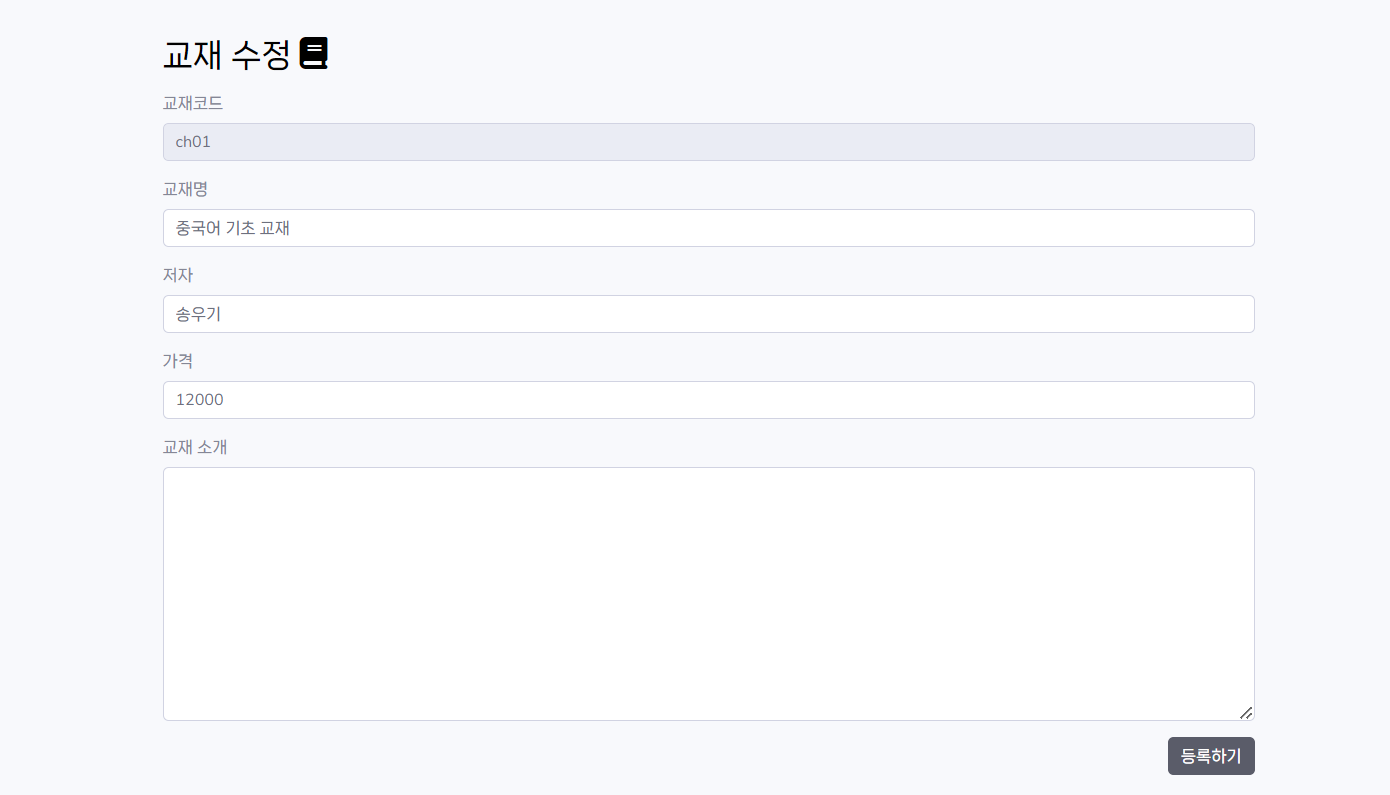 교재 수정
교재코드
ch01
교재명
중국어 기초 교재
저자
송우기
가격
12000
교재 소개
등록하기